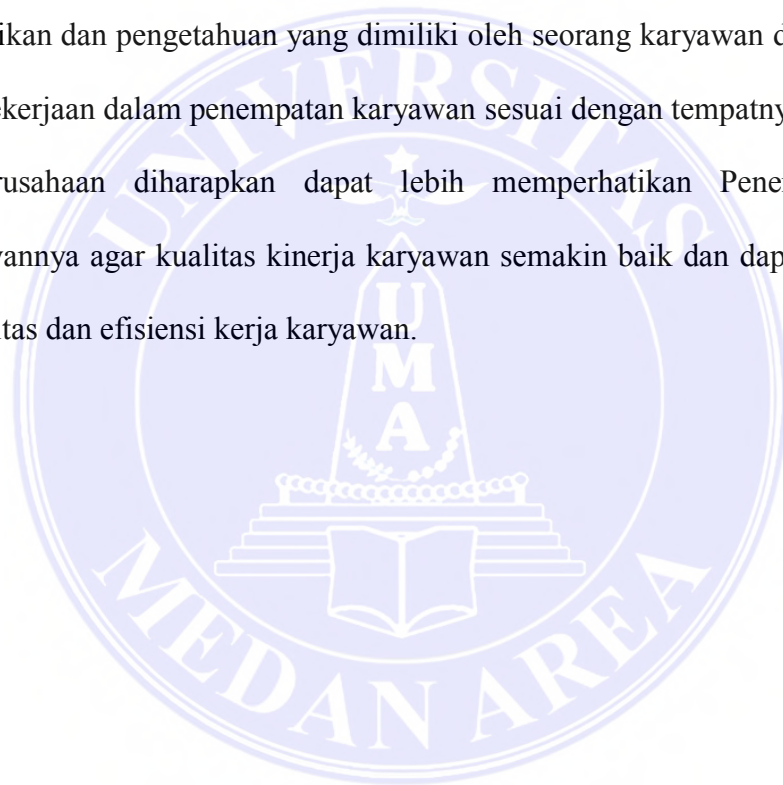 ikan dan pengetahuan yang dimiliki oleh seorang karyawan d
ekerjaan dalam penempatan karyawan sesuai dengan tempatny
rusahaan diharapkan dapat lebih memperhatikan Pene
annya agar kualitas kinerja karyawan semakin baik dan dap
tas dan efisiensi kerja karyawan.
UNIVERSITAS
U
M
A
MEDAN AREA